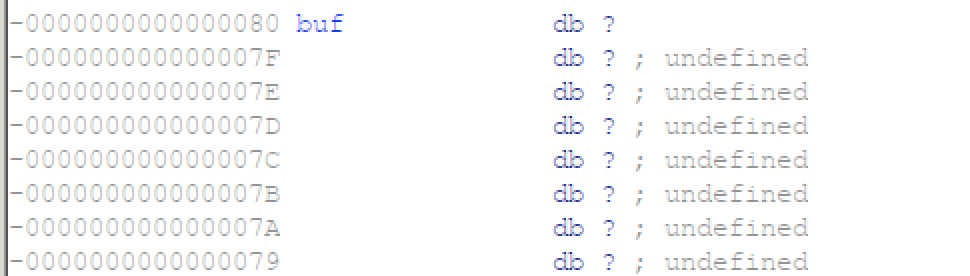 -0000000000000080 buf db ?
-000000000000007F db ? ; undefined
-000000000000007E db ? ; undefined
-000000000000007D db ? ; undefined
-000000000000007C db ? ; undefined
-000000000000007B db ? ; undefined
-000000000000007A db ? ; undefined
-0000000000000079 db ? ; undefined